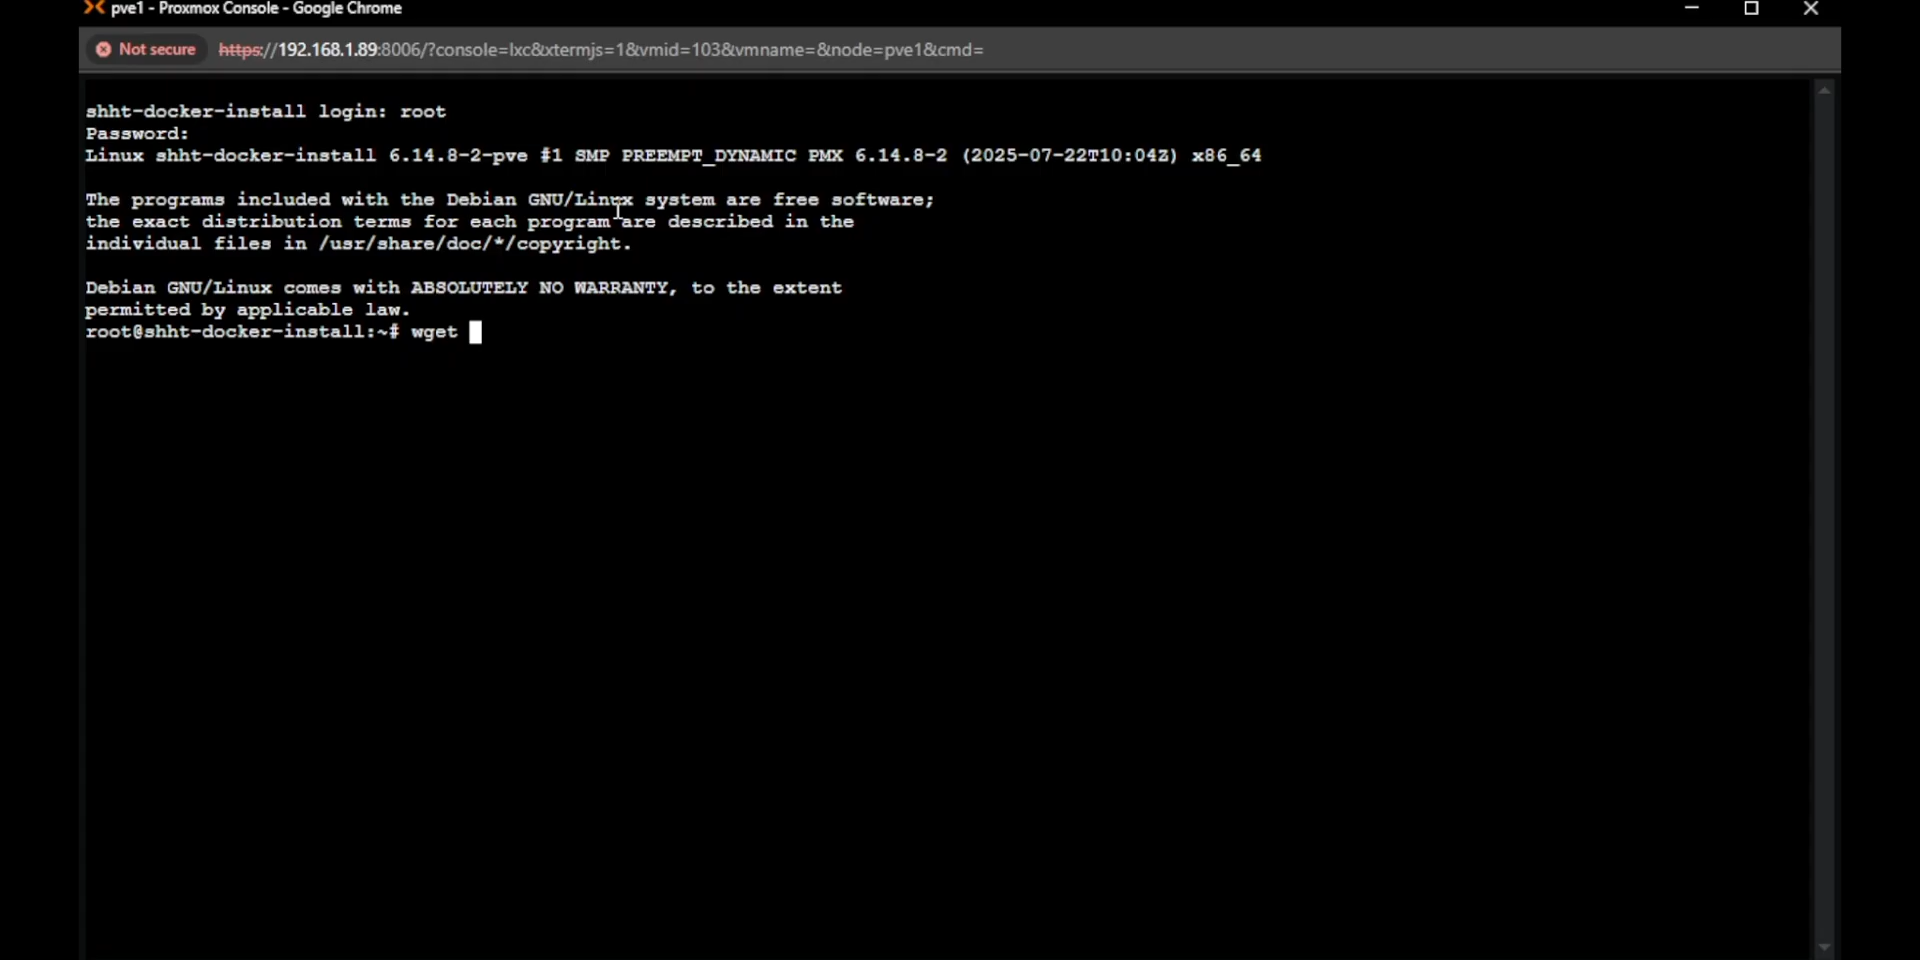 pve1 - Proxmox Console - Google Chrome
Not secure https://192.168.1.89:8006/?console=lxc&xtermjs=1&vmid=103&vmname=&node=pve1&cmd=
shht-docker-install login: root
Password:
Linux shht-docker-install 6.14.8-2-pve #1 SMP PREEMPT_DYNAMIC PMX 6.14.8-2 (2025-07-22T10:04Z) x86_64
The programs included with the Debian GNU/Linux system are free software;
the exact distribution terms for each program are described in the
individual files in /usr/share/doc/*/copyright.
Debian GNU/Linux comes with ABSOLUTELY NO WARRANTY, to the extent
permitted by applicable law.
root@shht-docker-install:~# wget